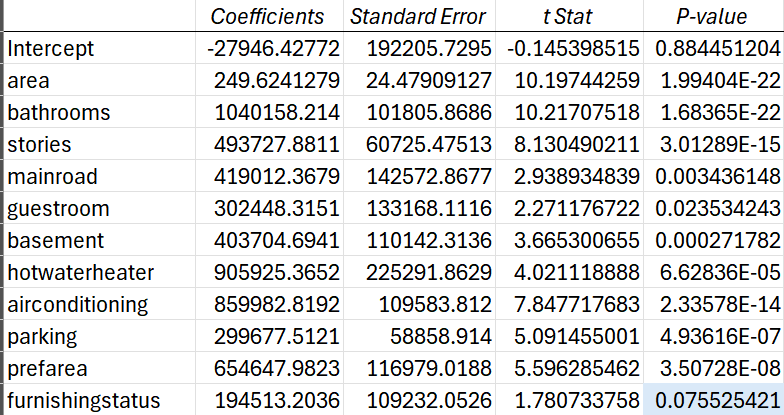 Coefficients Standard Error t Stat P-value
Intercept -27946.42772 192205.7295 -0.145398515 0.884451204
area 249.6241279 24.47909127 10.19744259 1.99404E-22
bathrooms 1040158.214 101805.8686 10.21707518 1.68365E-22
stories 493727.8811 60725.47513 8.130490211 3.01289E-15
mainroad 419012.3679 142572.8677 2.938934839 0.003436148
guestroom 302448.3151 133168.1116 2.271176722 0.023534243
basement 403704.6941 110142.3136 3.665300655 0.000271782
hotwaterheater 905925.3652 225291.8629 4.021118888 6.62836E-05
airconditioning 859982.8192 109583.812 7.847717683 2.33578E-14
parking 299677.5121 58858.914 5.091455001 4.93616E-07
prefarea 654647.9823 116979.0188 5.596285462 3.50728E-08
furnishingstatus 194513.2036 109232.0526 1.780733758 0.075525421